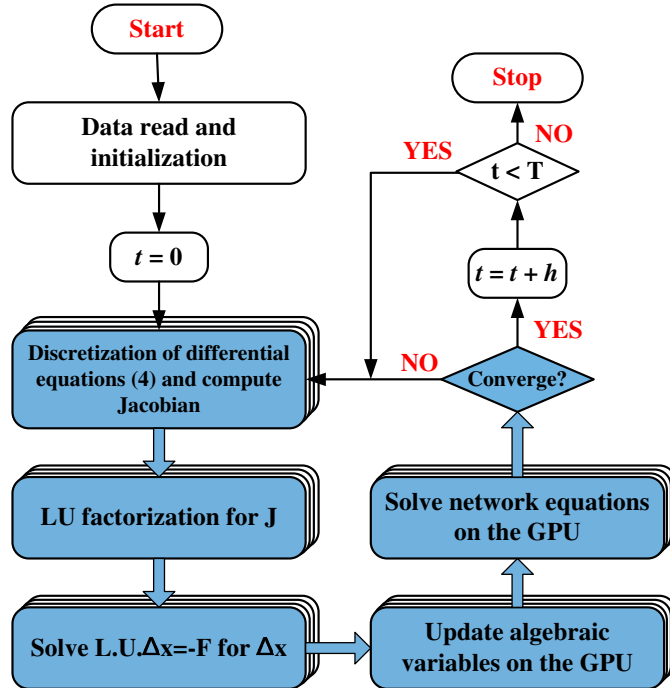 Start
Data read and
initialization
t = 0
Discretization of differential
equations (4) and compute
Jacobian
LU factorization for J
Solve L.U.Δx=-F for Δx
Update algebraic
variables on the GPU
Solve network equations
on the GPU
Converge?
NO
YES
t = t + h
t < T
YES
NO
Stop